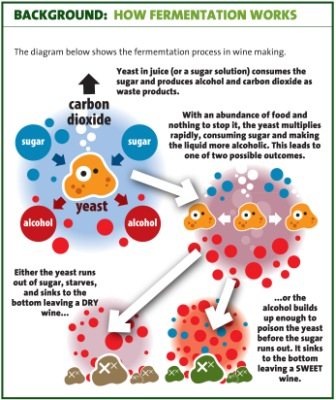 BACKGROUND: HOW FERMENTATION WORKS
The diagram below shows the fermemtation process in wine making.
Yeast in juice (or a sugar solution) consumes the
sugar and produces alcohol and carbon dioxide as
waste products.
carbon
dioxide
sugar
sugar
yeast
alcohol
alcohol
With an abundance of food and
nothing to stop it, the yeast multiplies
rapidly, consuming sugar and making
the liquid more alcoholic. This leads to
one of two possible outcomes.
Either the yeast runs
out of sugar, starves,
and sinks to the
bottom leaving a DRY
wine...
...or the
alcohol builds
up enough to
poison the yeast
before the sugar
runs out. It sinks
to the bottom
leaving a SWEET
wine.